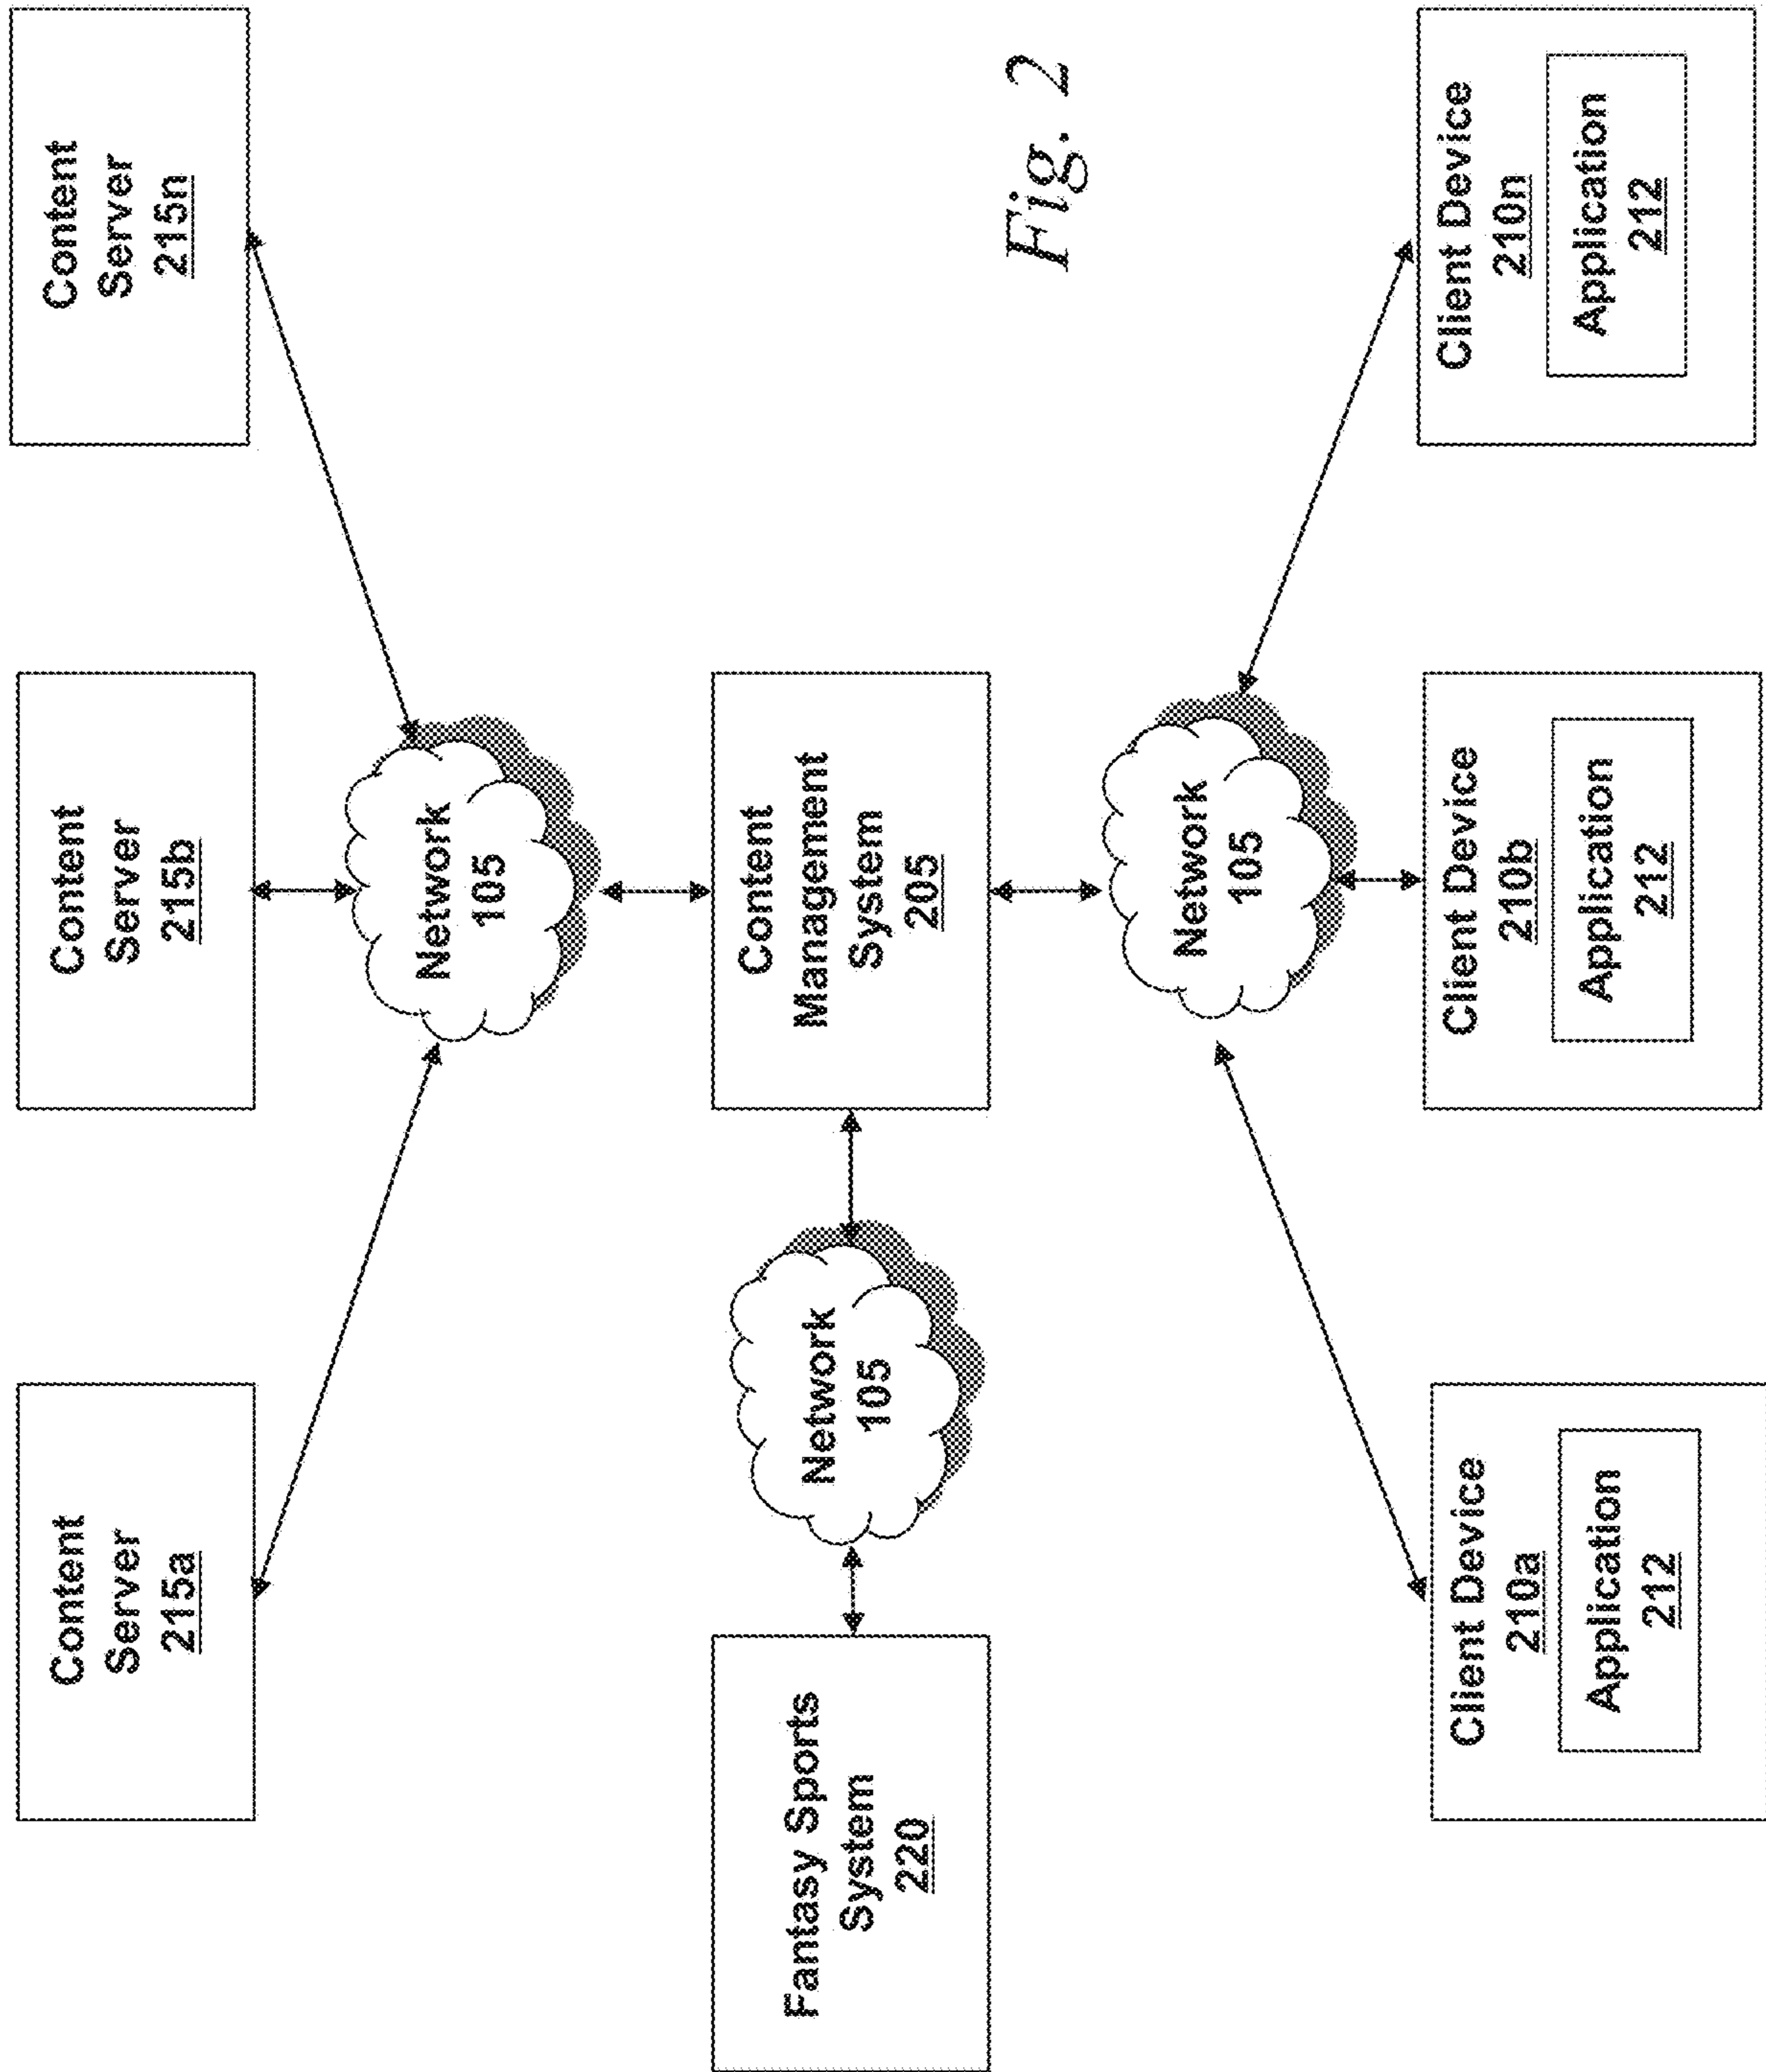 Content
Server
215a
Content
Server
215b
Content
Server
215n
Network
105
Fantasy Sports
System
220
Network
105
Content
Management
System
205
Network
105
Fig. 2
Client Device
210a
Application
212
Client Device
210b
Application
212
Client Device
210n
Application
212